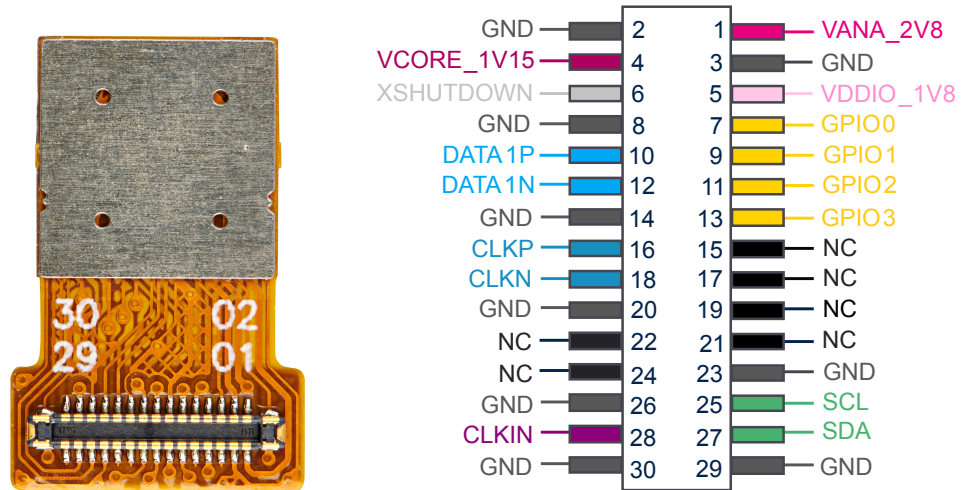 30 02
29 01
GND 2 1 VANA_2V8
VCORE_1V15 4 3 GND
XSHUTDOWN 6 5 VDDIO_1V8
GND 8 7 GPIO0
DATA1P 10 9 GPIO1
DATA1N 12 11 GPIO2
GND 14 13 GPIO3
CLKP 16 15 NC
CLKN 18 17 NC
GND 20 19 NC
NC 22 21 NC
NC 24 23 GND
GND 26 25 SCL
CLKIN 28 27 SDA
GND 30 29 GND